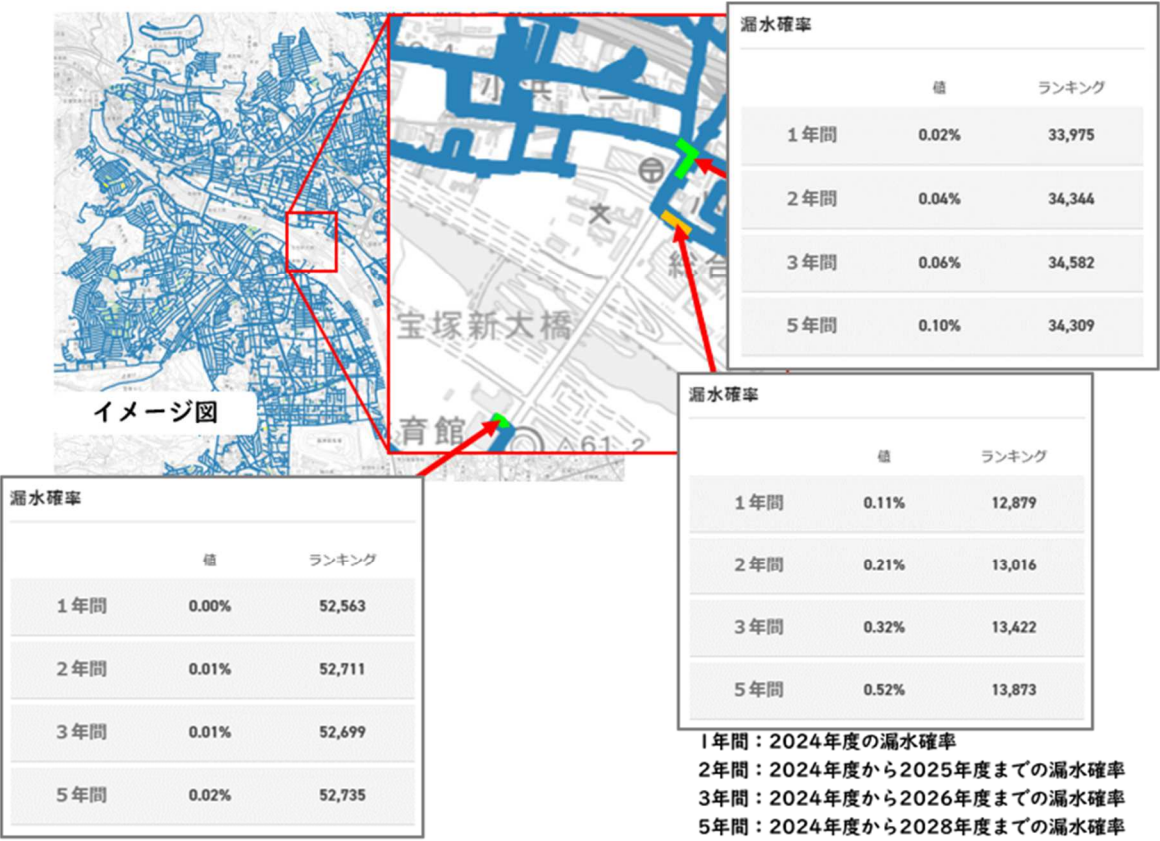 イメージ図
小浜(二
文
総合
宝塚新大橋
育館
61.2
漏水確率
値 ランキング
1年間 0.02% 33,975
2年間 0.04% 34,344
3年間 0.06% 34,582
5年間 0.10% 34,309
漏水確率
値 ランキング
1年間 0.11% 12,879
2年間 0.21% 13,016
3年間 0.32% 13,422
5年間 0.52% 13,873
漏水確率
値 ランキング
1年間 0.00% 52,563
2年間 0.01% 52,711
3年間 0.01% 52,699
5年間 0.02% 52,735
1年間:2024年度の漏水確率
2年間:2024年度から2025年度までの漏水確率
3年間:2024年度から2026年度までの漏水確率
5年間:2024年度から2028年度までの漏水確率